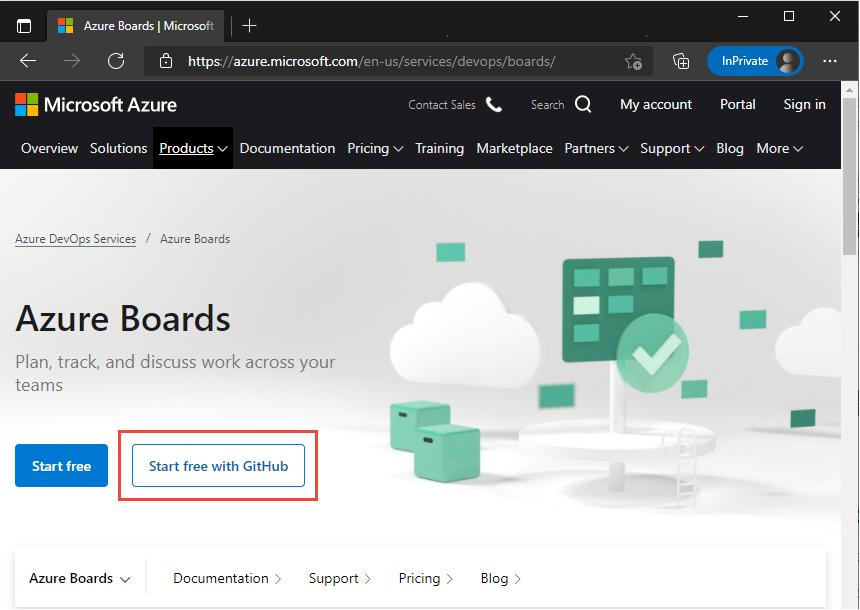 Azure Boards | Microsoft
https://azure.microsoft.com/en-us/services/devops/boards/
InPrivate
Microsoft Azure
Contact Sales
Search
My account
Portal
Sign in
Overview Solutions Products Documentation Pricing Training Marketplace Partners Support Blog More
Azure DevOps Services / Azure Boards
Azure Boards
Plan, track, and discuss work across your
teams
Start free
Start free with GitHub
Azure Boards Documentation Support Pricing Blog